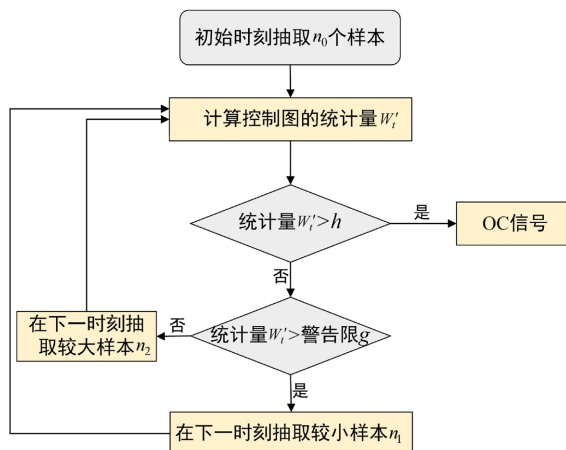 初始时刻抽取n₀个样本
计算控制图的统计量W′ₜ
统计量W′ₜ>h
是
OC信号
否
统计量W′ₜ>警告限g
否
在下一时刻抽
取较大样本n₂
是
在下一时刻抽取较小样本n₁